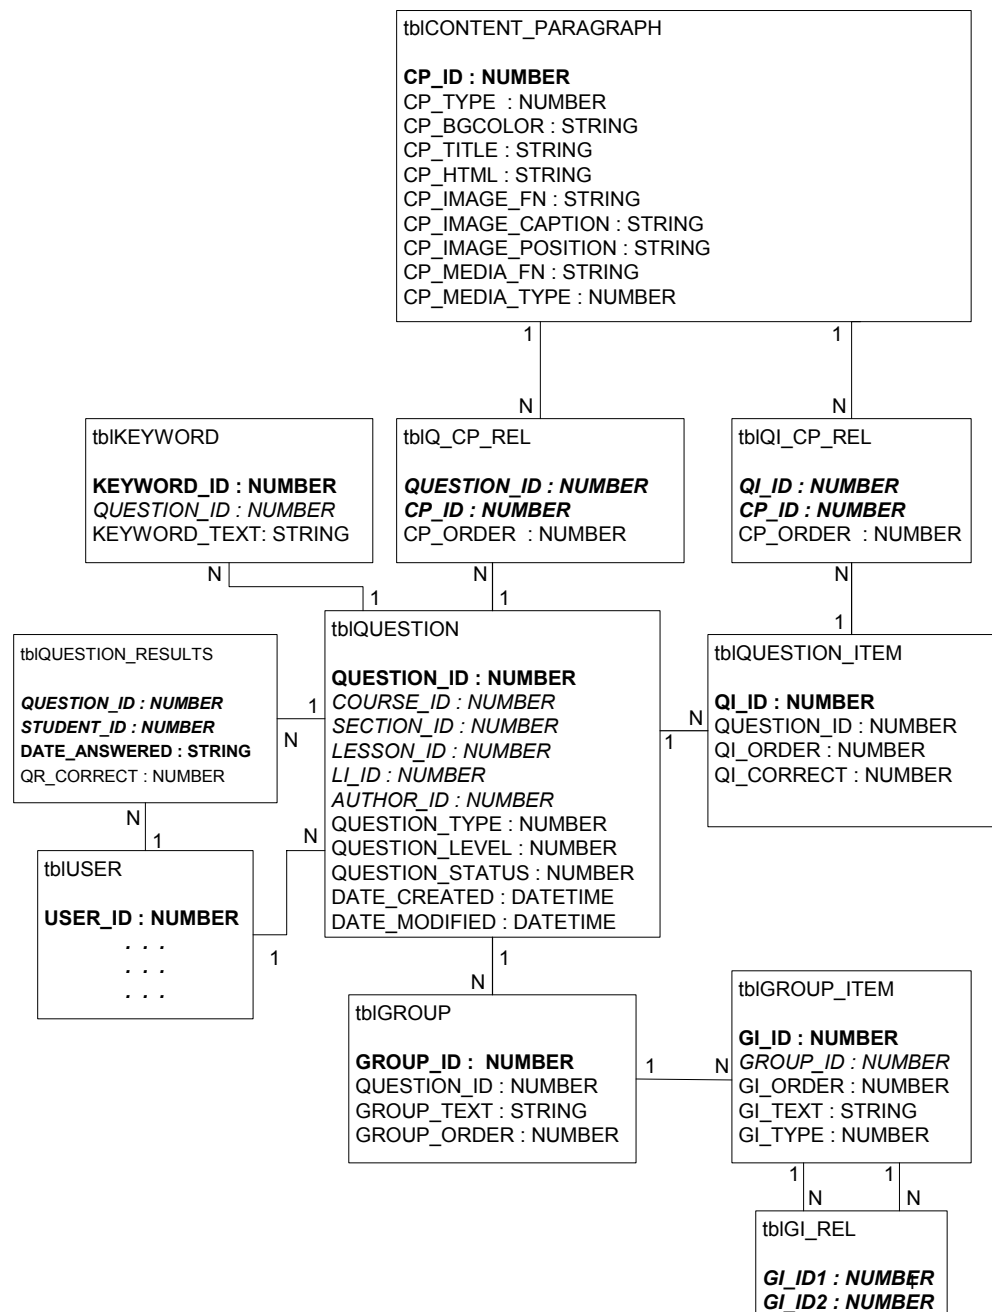 tblCONTENT_PARAGRAPH
CP_ID : NUMBER
CP_TYPE : NUMBER
CP_BGCOLOR : STRING
CP_TITLE : STRING
CP_HTML : STRING
CP_IMAGE_FN : STRING
CP_IMAGE_CAPTION : STRING
CP_IMAGE_POSITION : STRING
CP_MEDIA_FN : STRING
CP_MEDIA_TYPE : NUMBER
1
1
N
N
tblKEYWORD
KEYWORD_ID : NUMBER
QUESTION_ID : NUMBER
KEYWORD_TEXT: STRING
tblQ_CP_REL
QUESTION_ID : NUMBER
CP_ID : NUMBER
CP_ORDER : NUMBER
tblQI_CP_REL
QI_ID : NUMBER
CP_ID : NUMBER
CP_ORDER : NUMBER
N
1
N
1
N
1
tblQUESTION_RESULTS
QUESTION_ID : NUMBER
STUDENT_ID : NUMBER
DATE_ANSWERED : STRING
QR_CORRECT : NUMBER
1
N
tblQUESTION
QUESTION_ID : NUMBER
COURSE_ID : NUMBER
SECTION_ID : NUMBER
LESSON_ID : NUMBER
LI_ID : NUMBER
AUTHOR_ID : NUMBER
QUESTION_TYPE : NUMBER
QUESTION_LEVEL : NUMBER
QUESTION_STATUS : NUMBER
DATE_CREATED : DATETIME
DATE_MODIFIED : DATETIME
N
1
tblQUESTION_ITEM
QI_ID : NUMBER
QUESTION_ID : NUMBER
QI_ORDER : NUMBER
QI_CORRECT : NUMBER
N
1
N
1
tblUSER
USER_ID : NUMBER
. . .
. . .
. . .
1
N
tblGROUP
GROUP_ID : NUMBER
QUESTION_ID : NUMBER
GROUP_TEXT : STRING
GROUP_ORDER : NUMBER
1
N
tblGROUP_ITEM
GI_ID : NUMBER
GROUP_ID : NUMBER
GI_ORDER : NUMBER
GI_TEXT : STRING
GI_TYPE : NUMBER
1
1
N
N
tblGI_REL
GI_ID1 : NUMBER
GI_ID2 : NUMBER